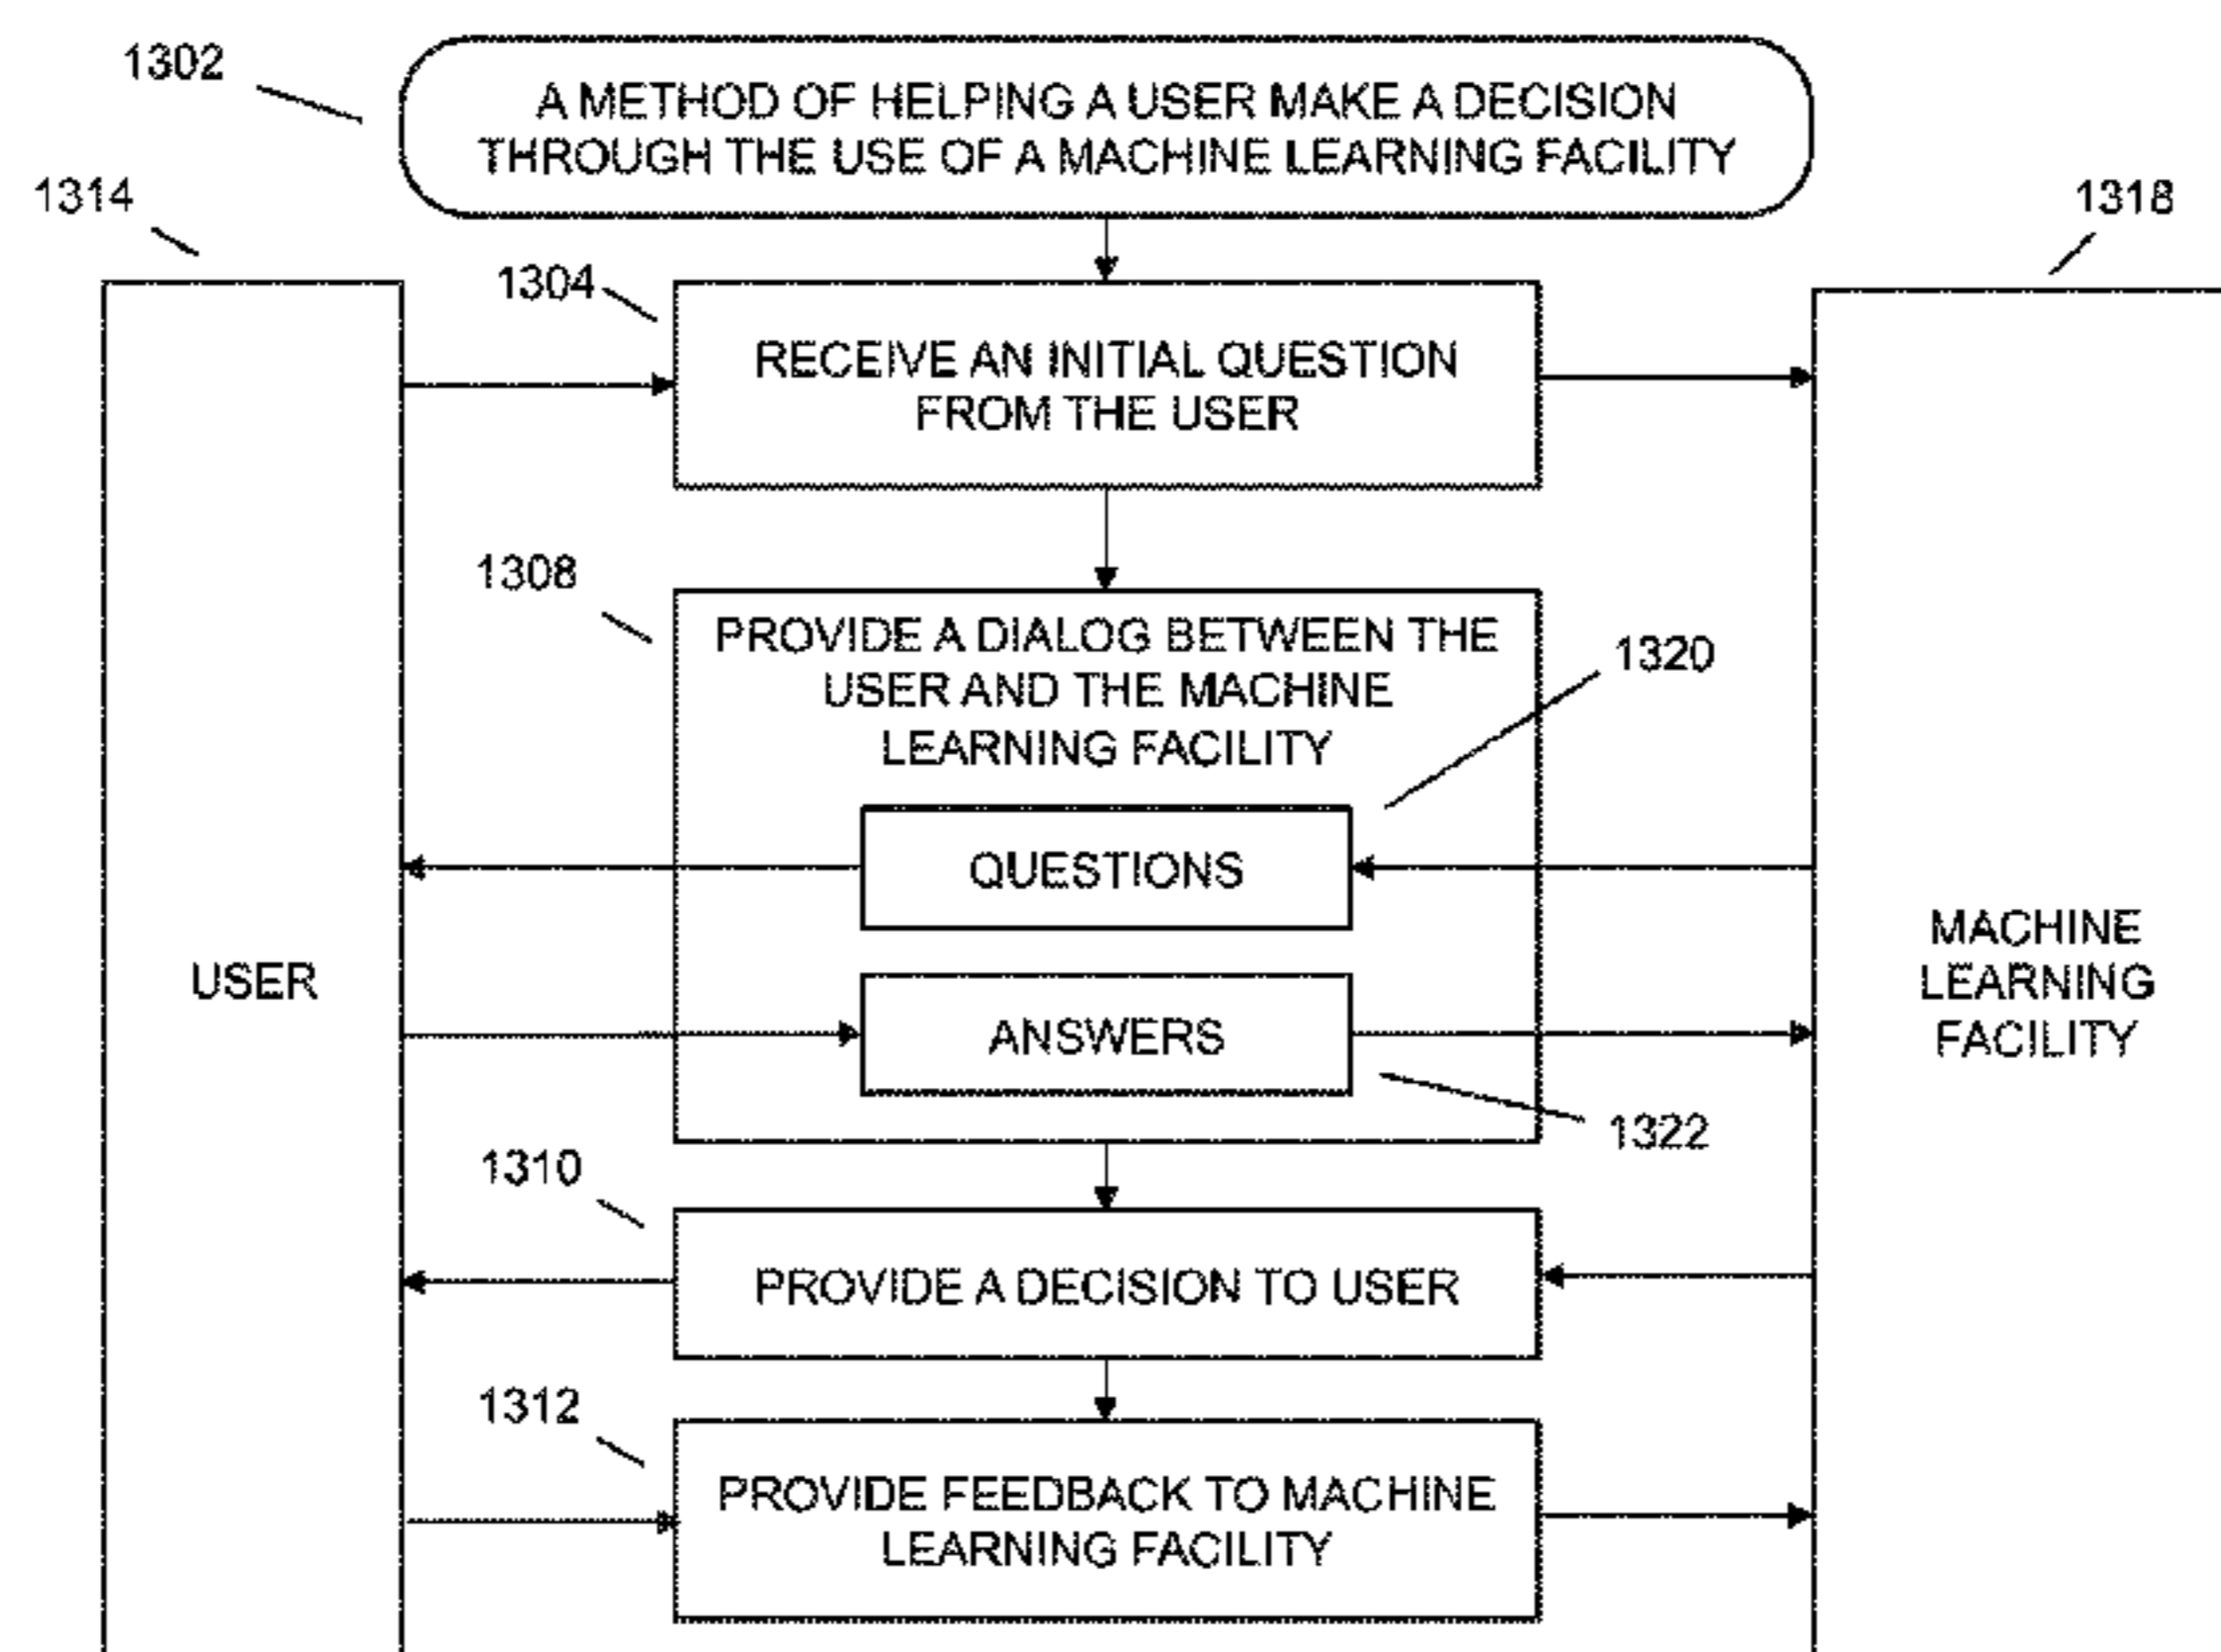 1302
A METHOD OF HELPING A USER MAKE A DECISION
THROUGH THE USE OF A MACHINE LEARNING FACILITY
1314
1318
1304
RECEIVE AN INITIAL QUESTION
FROM THE USER
1308
PROVIDE A DIALOG BETWEEN THE
USER AND THE MACHINE
LEARNING FACILITY
1320
QUESTIONS
USER
MACHINE
LEARNING
FACILITY
ANSWERS
1322
1310
PROVIDE A DECISION TO USER
1312
PROVIDE FEEDBACK TO MACHINE
LEARNING FACILITY